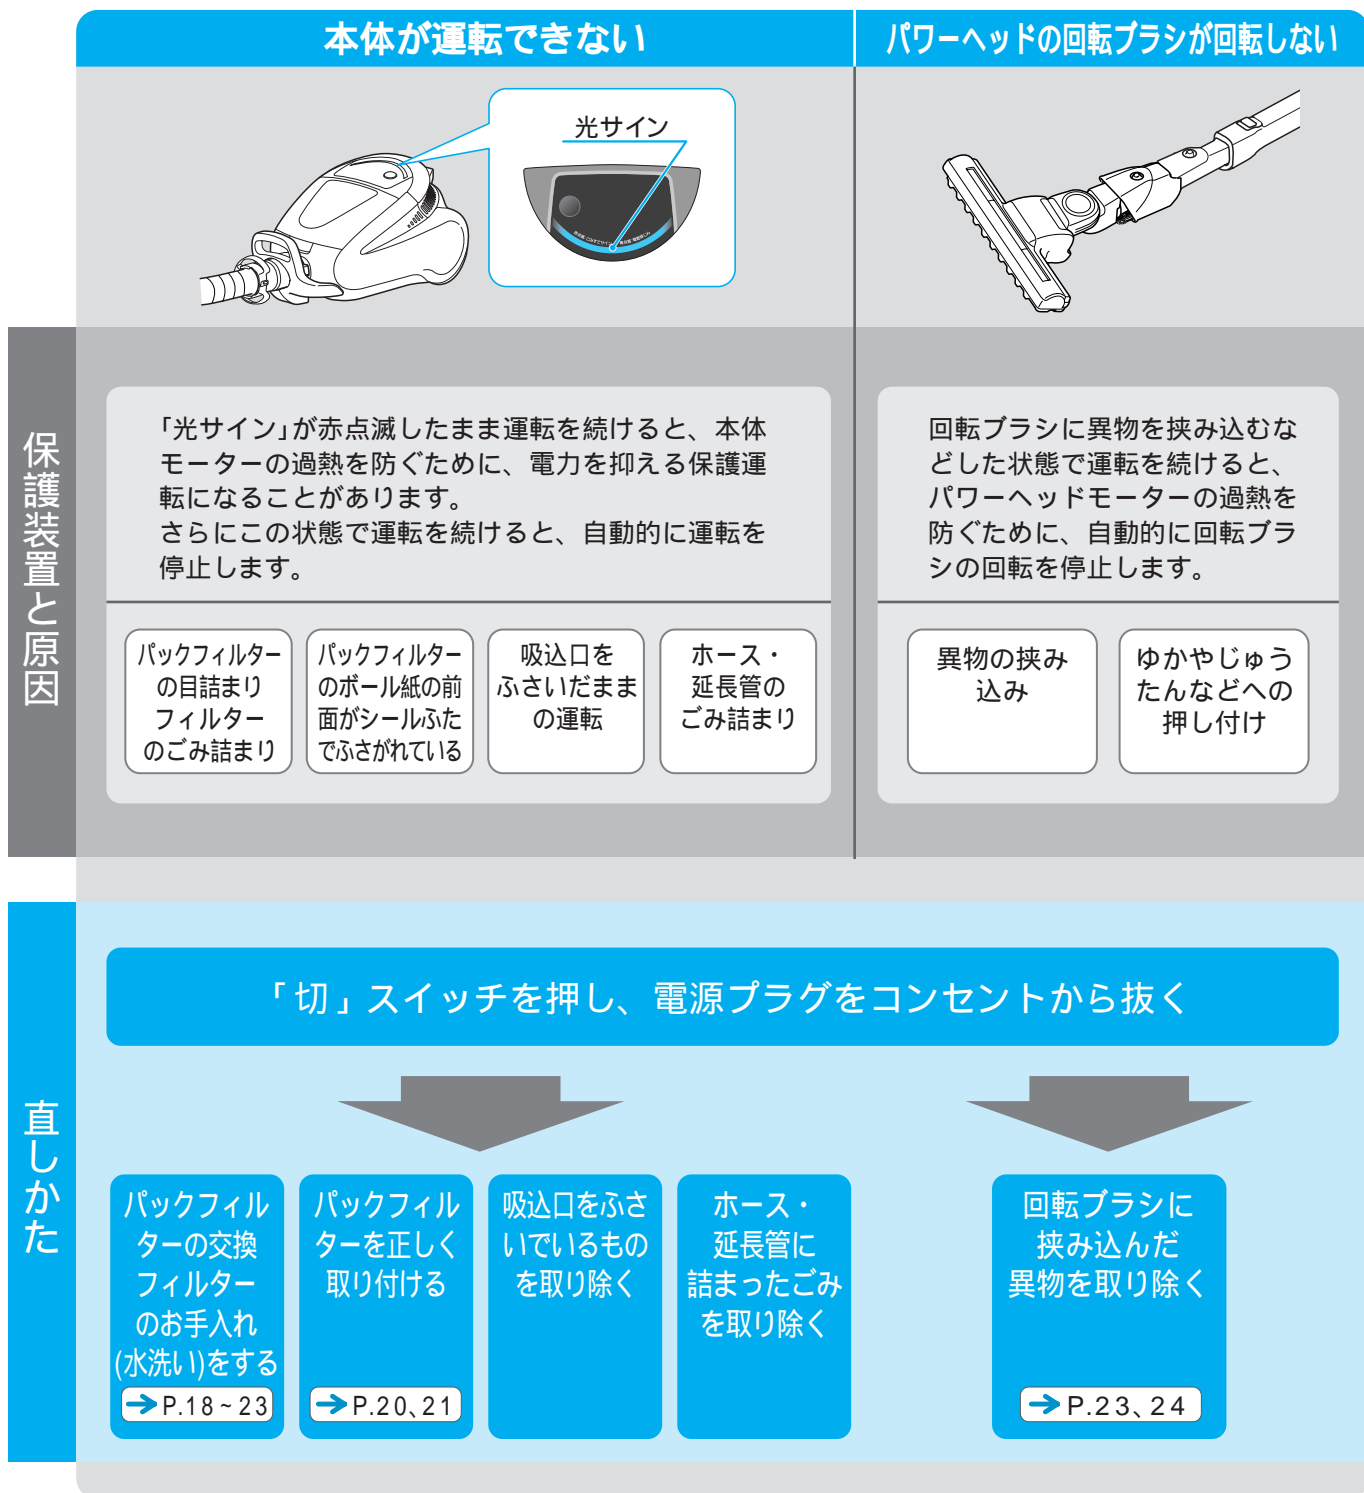 本体が運転できない
パワーヘッドの回転ブラシが回転しない
光サイン
保護装置と原因
「光サイン」が赤点滅したまま運転を続けると、本体
モーターの過熱を防ぐために、電力を抑える保護運
転になることがあります。
さらにこの状態で運転を続けると、自動的に運転を
停止します。
パックフィルター
の目詰まり
フィルター
のごみ詰まり
パックフィルター
のボール紙の前
面がシールふた
でふさがれている
吸込口を
ふさいだまま
の運転
ホース・
延長管の
ごみ詰まり
回転ブラシに異物を挟み込むな
どした状態で運転を続けると、
パワーヘッドモーターの過熱を
防ぐために、自動的に回転ブラ
シの回転を停止します。
異物の挟み
込み
ゆかやじゅう
たんなどへの
押し付け
直しかた
「切」スイッチを押し、電源プラグをコンセントから抜く
パックフィル
ターの交換
フィルター
のお手入れ
(水洗い)をする
→ P.18~23
パックフィル
ターを正しく
取り付ける
→ P.20、21
吸込口をふさ
いでいるもの
を取り除く
ホース・
延長管に
詰まったごみ
を取り除く
回転ブラシに
挟み込んだ
異物を取り除く
→ P.23、24